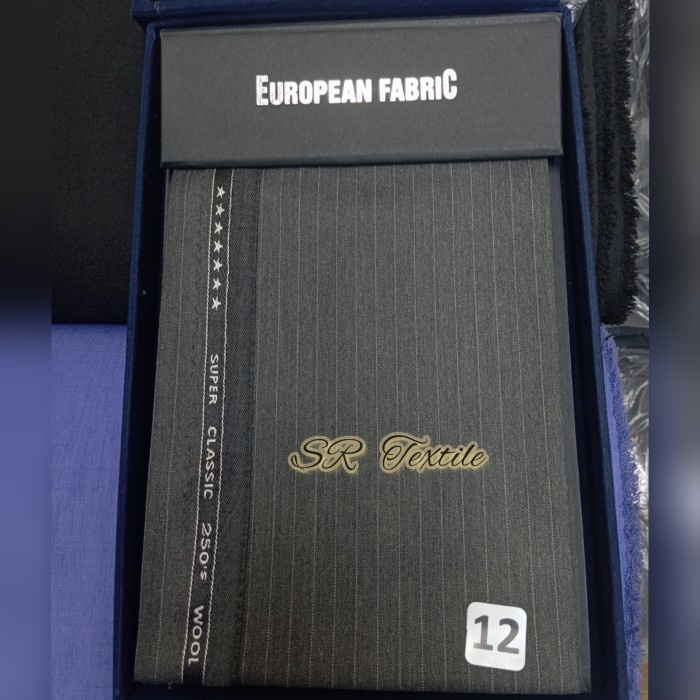 EUROPEAN FABRIC
★★★★★★★ SUPER CLASSIC 250's WOOL
SR Textile
12